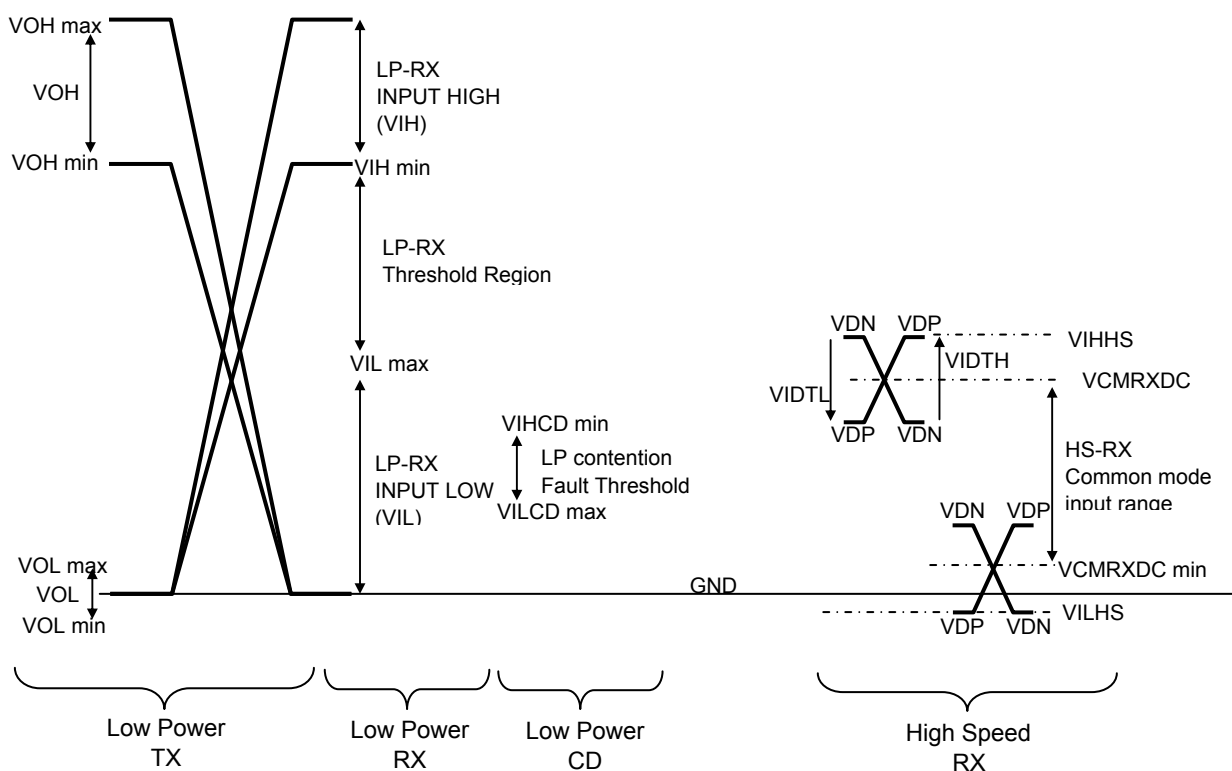 VOH max
VOH
VOH min
LP-RX
INPUT HIGH
(VIH)
VIH min
LP-RX
Threshold Region
VIL max
LP-RX
INPUT LOW
(VIL)
VIHCD min
LP contention
Fault Threshold
VILCD max
VOL max
VOL
VOL min
GND
VDN
VDP
VIHHS
VIDTH
VCMRXDC
VIDTL
VDP
VDN
HS-RX
Common mode
input range
VDN
VDP
VCMRXDC min
VILHS
VDP
VDN
Low Power
TX
Low Power
RX
Low Power
CD
High Speed
RX